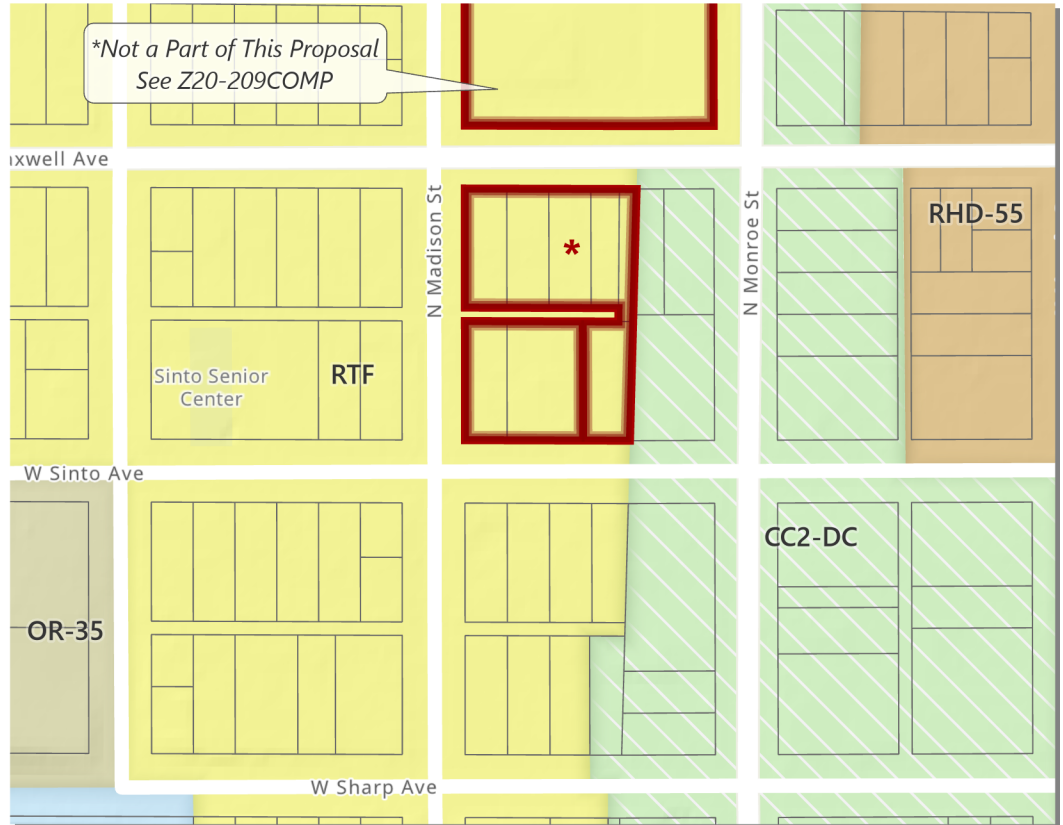 *Not a Part of This Proposal
See Z20-209COMP
axwell Ave
N Madison St
N Monroe St
RHD-55
*
Sinto Senior
Center
RTF
W Sinto Ave
CC2-DC
OR-35
W Sharp Ave